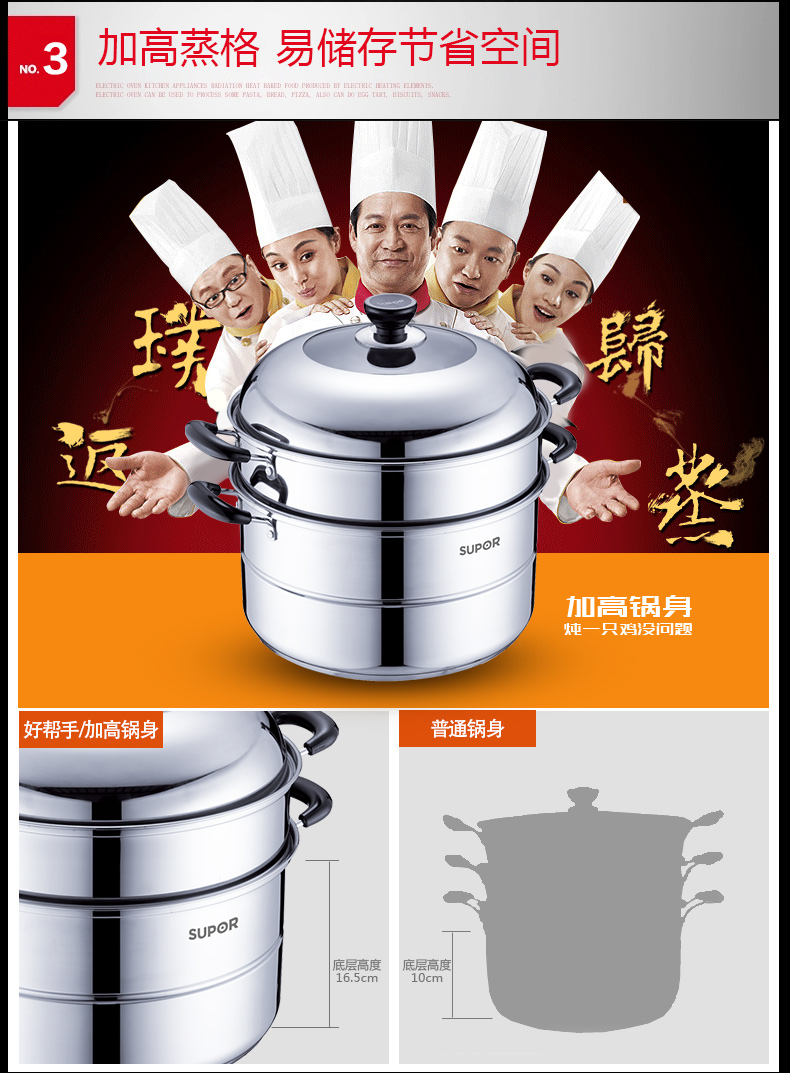 NO. 3
加高蒸格 易储存节省空间
ELECTRIC OVEN KITCHEN APPLIANCES RADIATION HEAT BAKED FOOD PRODUCED BY ELECTRIC HEATING ELEMENTS.
ELECTRIC OVEN CAN BE USED TO PROCESS SOME PASTA, BREAD, PIZZA, ALSO CAN DO EGG TART, BISCUITS, SNACKS.
返
璞
歸
蒸
SUPOR
SUPOR
加高锅身
炖一只鸡没问题
好帮手/加高锅身
普通锅身
SUPOR
底层高度
16.5cm
底层高度
10cm